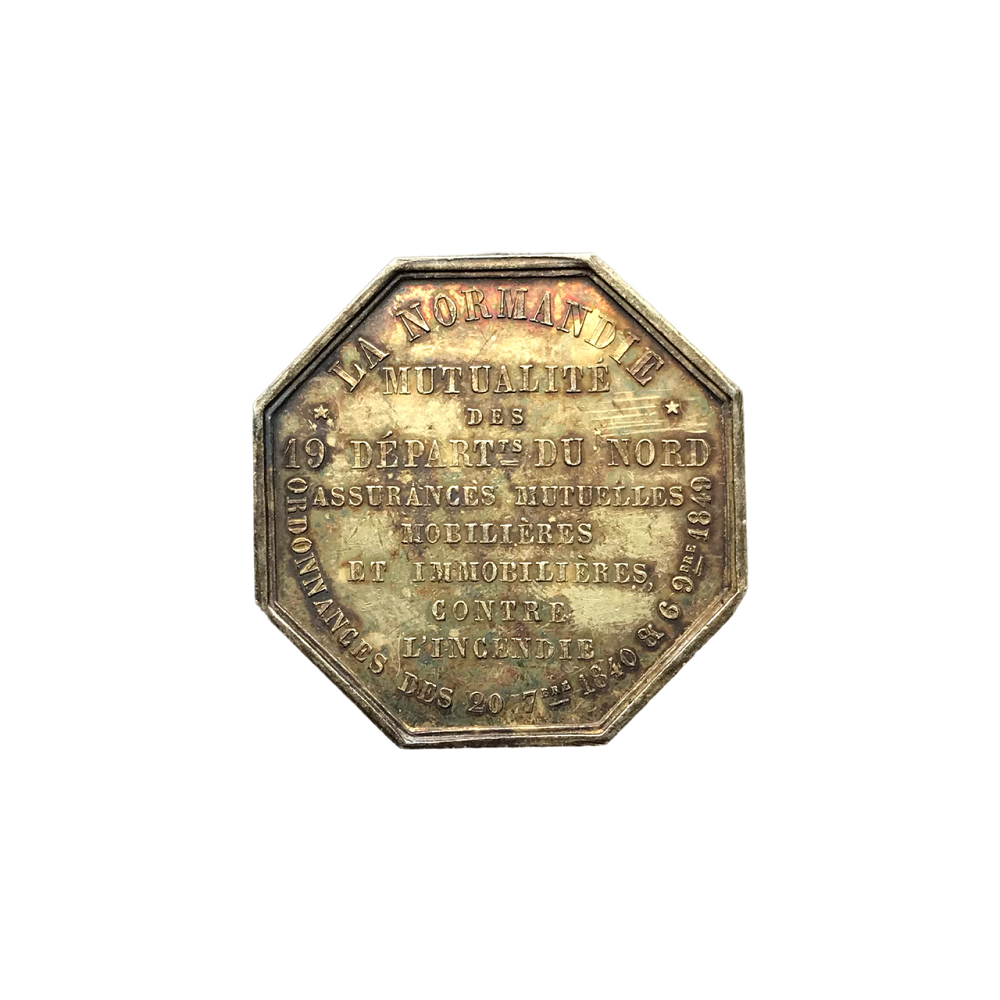 LA NORMANDIE
MUTUALITÉ
DES
19 DÉPARTTS DU NORD
ASSURANCES MUTUELLES
MOBILIÈRES
ET IMMOBILIÈRES,
CONTRE
L'INCENDIE
ORDONNANCES DES 20 7BRE 1840 & 6 9BRE 1849